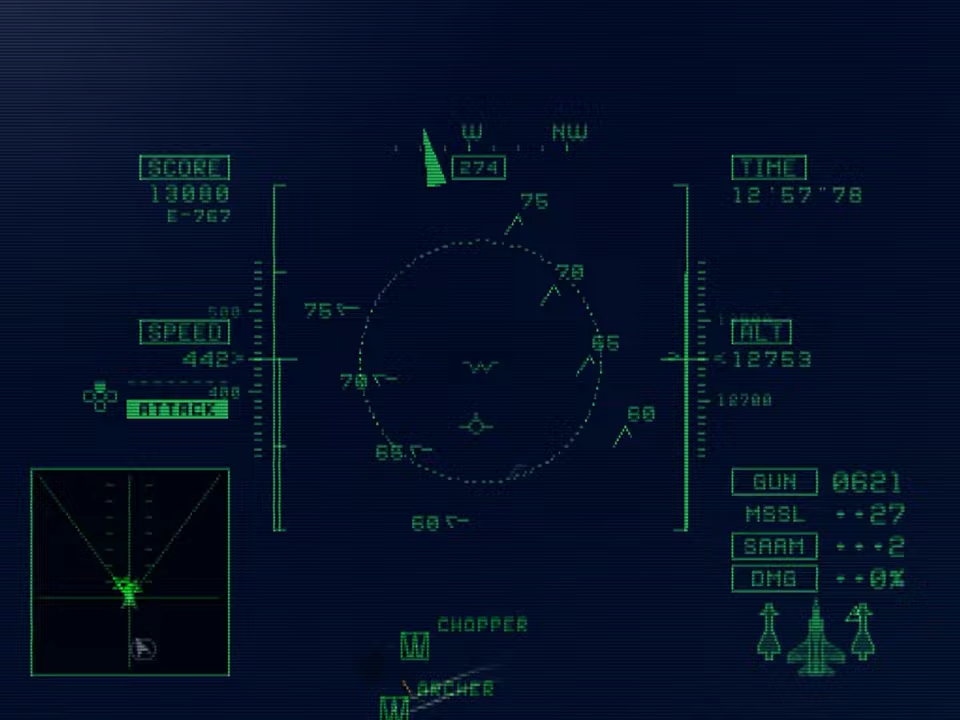 W NW
SCORE
13080
E-767
274
TIME
12'57"78
75
70
75
500
SPEED
442>
65
ALT
<12753
70
400
12700
ATTACK
60
65
GUN 0621
MSSL --27
60
SAAM ---2
DMG --0%
CHOPPER
W
ARCHER
W